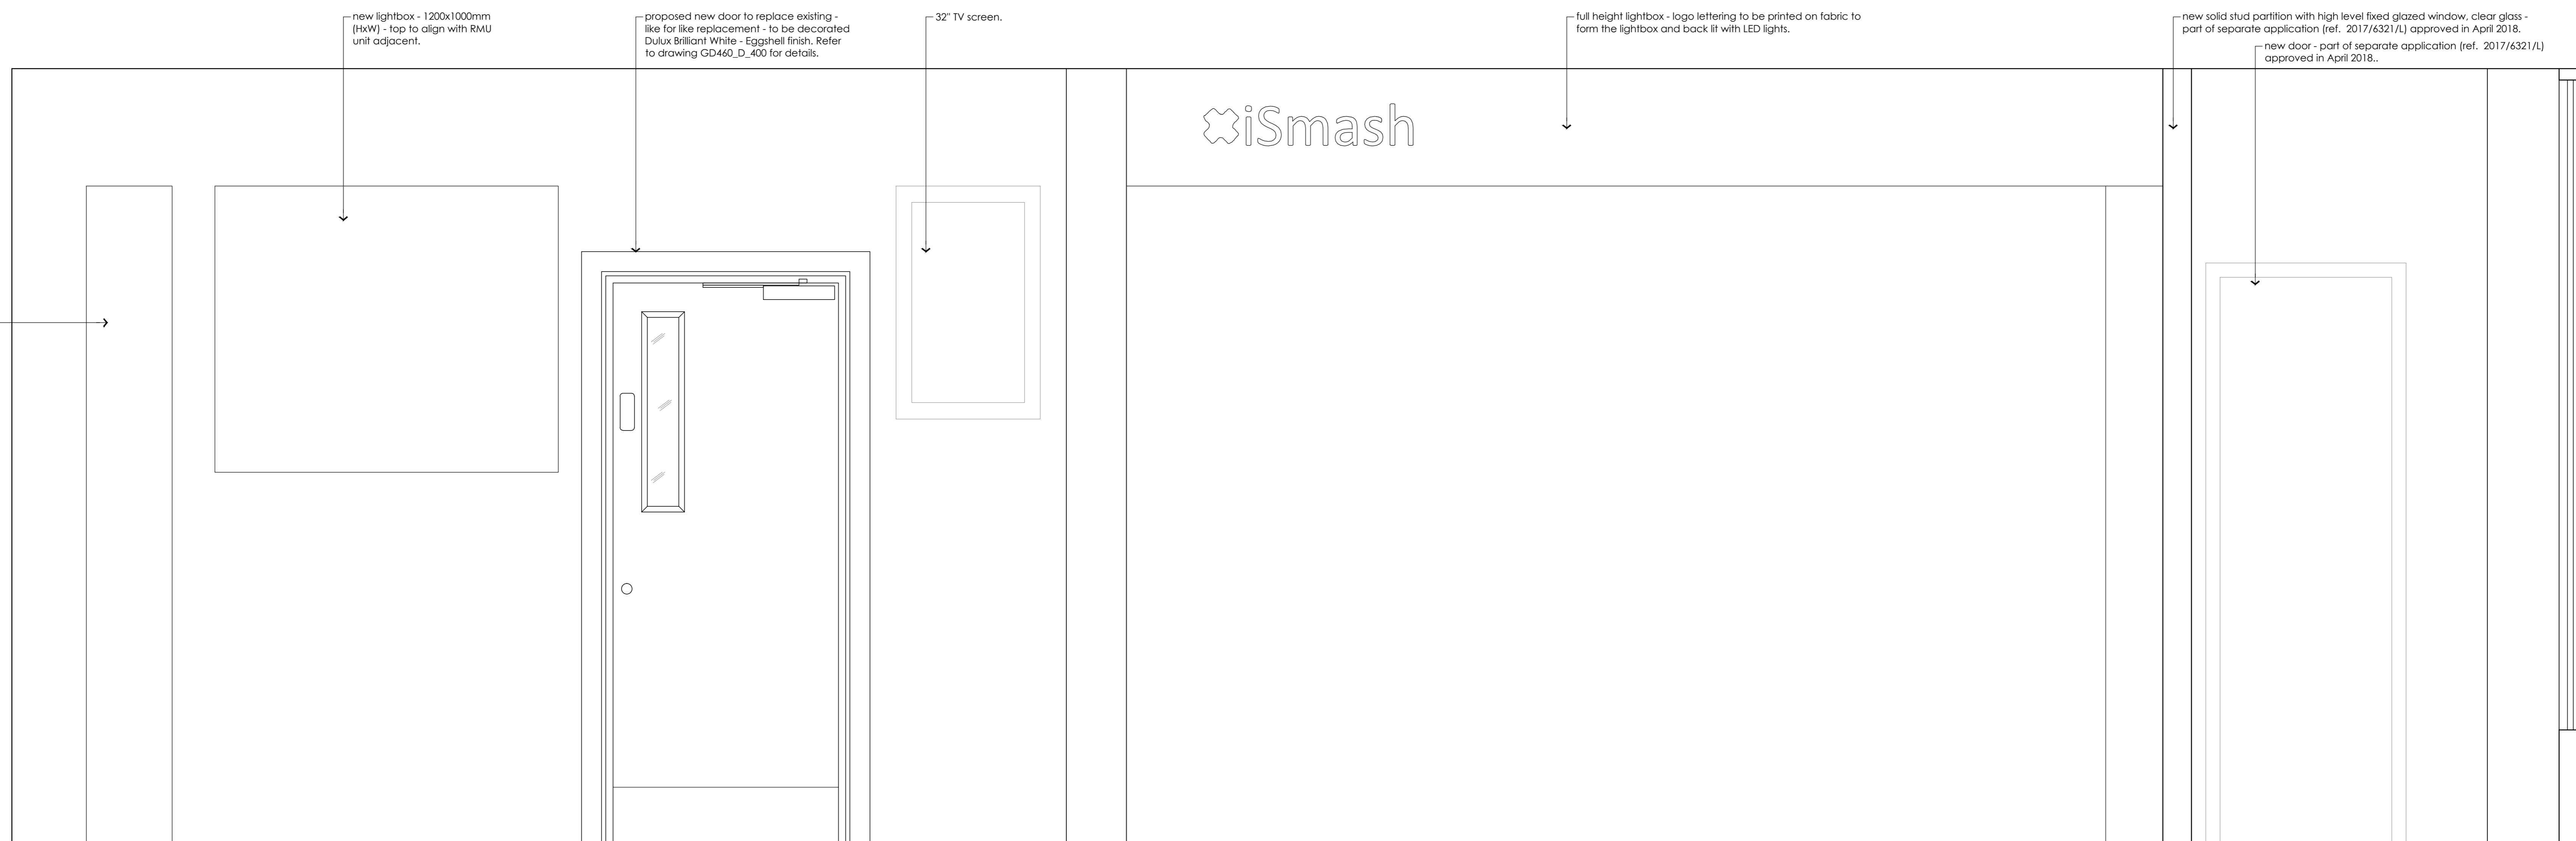 new lightbox - 1200x1000mm
(HxW) - top to align with RMU
unit adjacent.
proposed new door to replace existing -
like for like replacement - to be decorated
Dulux Brilliant White - Eggshell finish. Refer
to drawing GD460_D_400 for details.
32" TV screen.
full height lightbox - logo lettering to be printed on fabric to
form the lightbox and back lit with LED lights.
new solid stud partition with high level fixed glazed window, clear glass -
part of separate application (ref.  2017/6321/L) approved in April 2018.
new door - part of separate application (ref.  2017/6321/L)
approved in April 2018..
iSmash